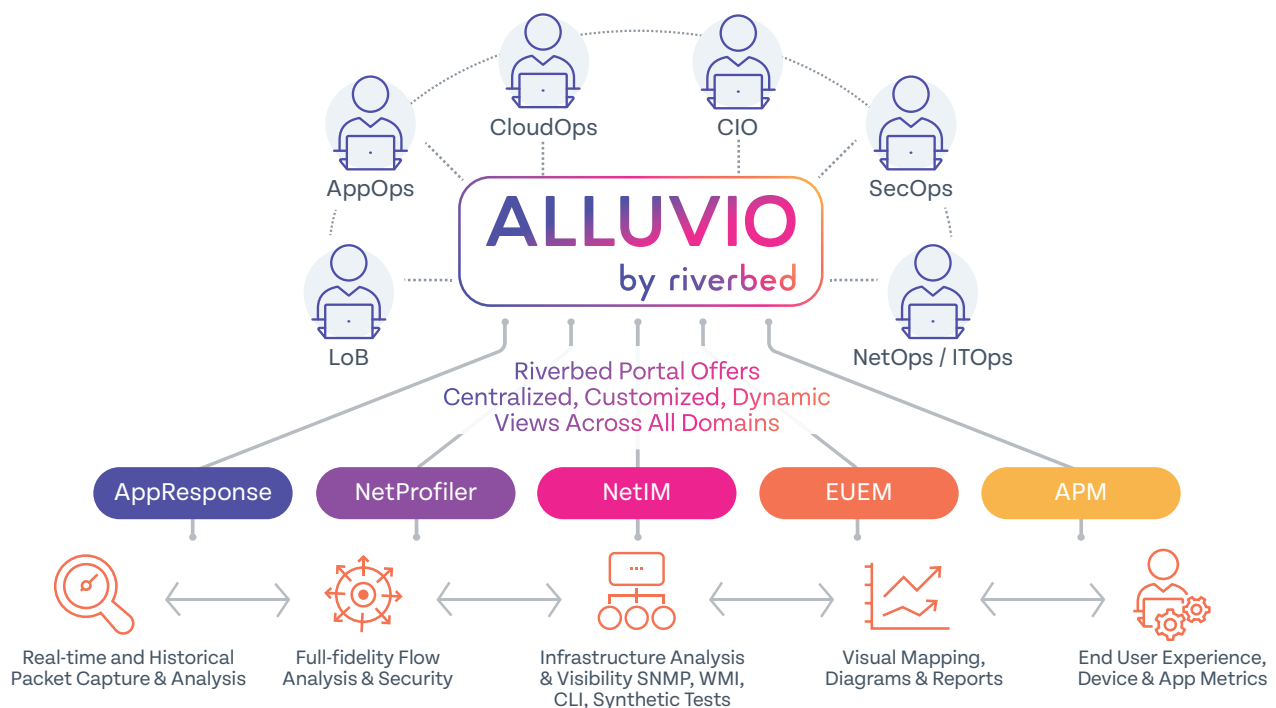 CloudOps
CIO
AppOps
SecOps
ALLUVIO
by riverbed
LoB
NetOps / ITOps
Riverbed Portal Offers
Centralized, Customized, Dynamic
Views Across All Domains
AppResponse
NetProfiler
NetIM
EUEM
APM
Real-time and Historical
Packet Capture & Analysis
Full-fidelity Flow
Analysis & Security
Infrastructure Analysis
& Visibility SNMP, WMI,
CLI, Synthetic Tests
Visual Mapping,
Diagrams & Reports
End User Experience,
Device & App Metrics